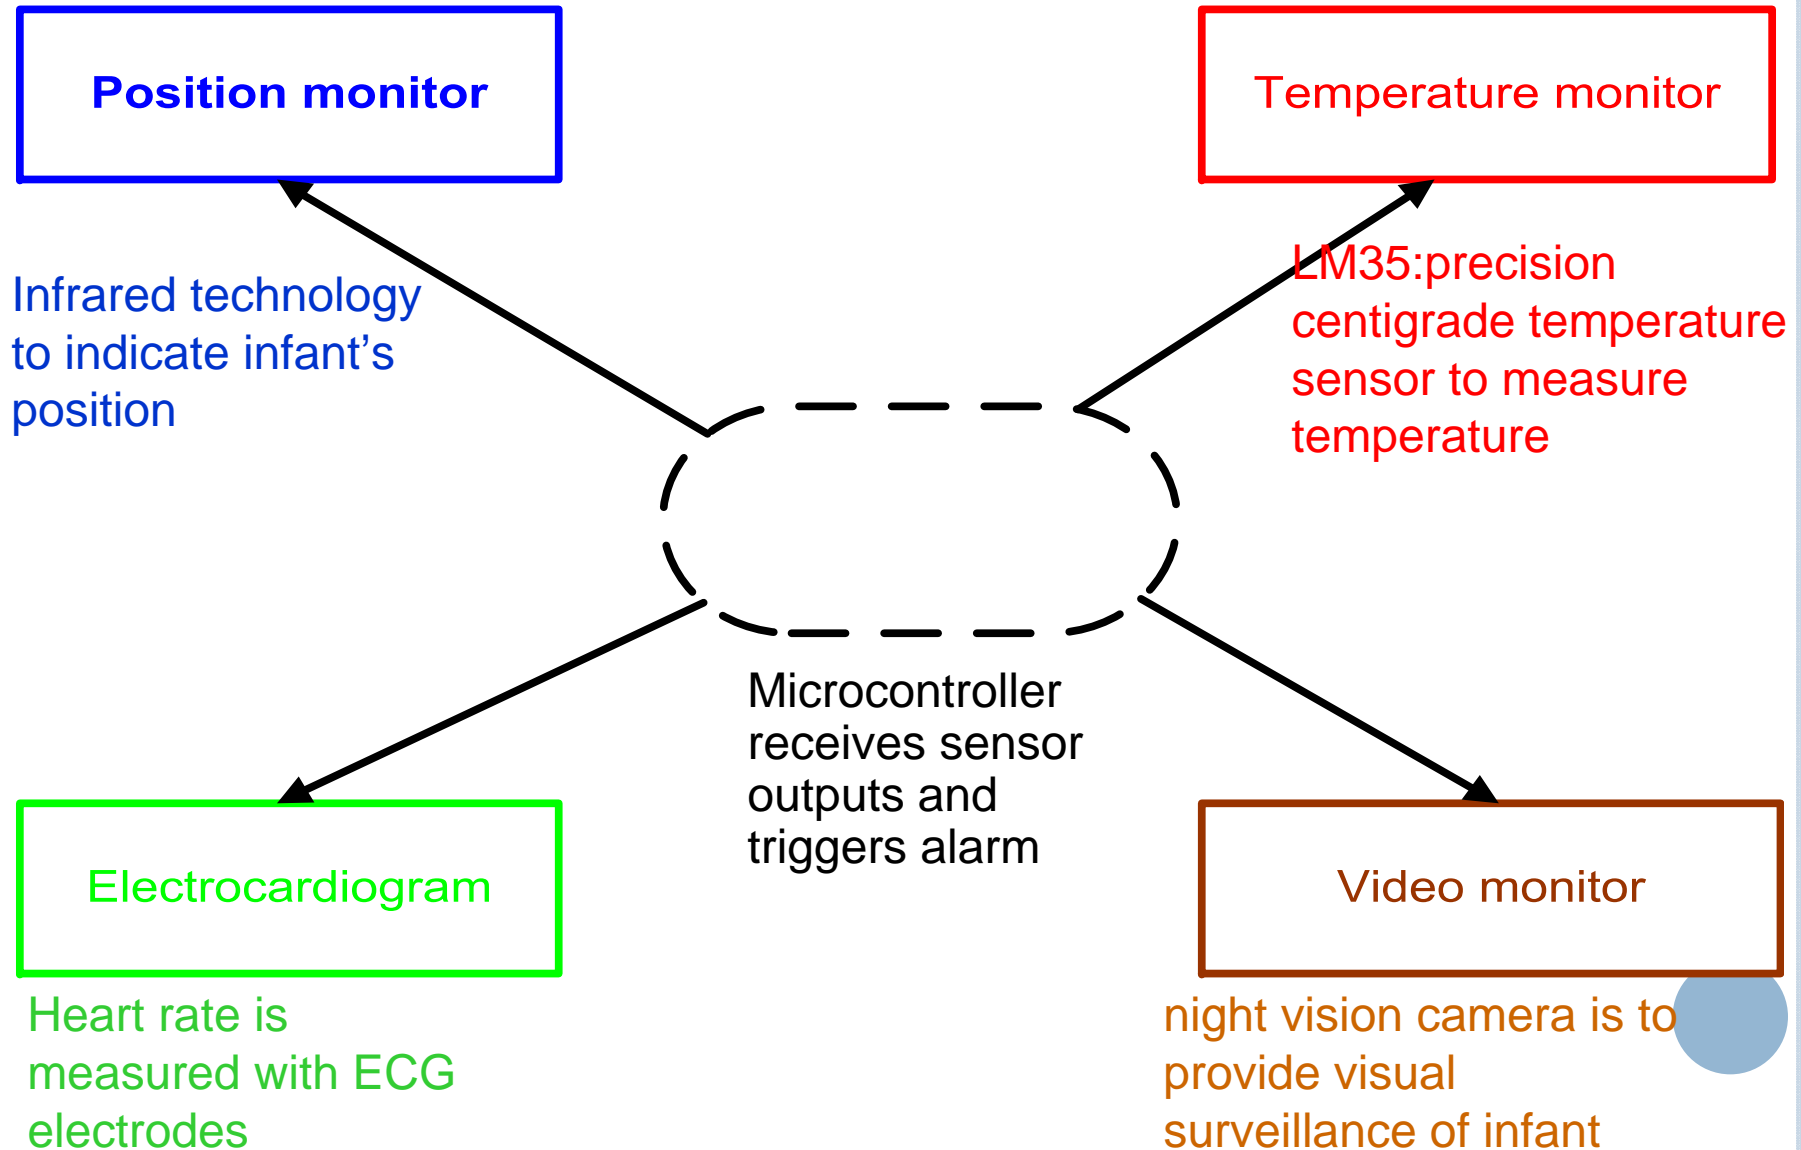 Position monitor
Temperature monitor
Infrared technology
to indicate infant’s
position
LM35:precision
centigrade temperature
sensor to measure
temperature
Microcontroller
receives sensor
outputs and
triggers alarm
Electrocardiogram
Video monitor
Heart rate is
measured with ECG
electrodes
night vision camera is to
provide visual
surveillance of infant